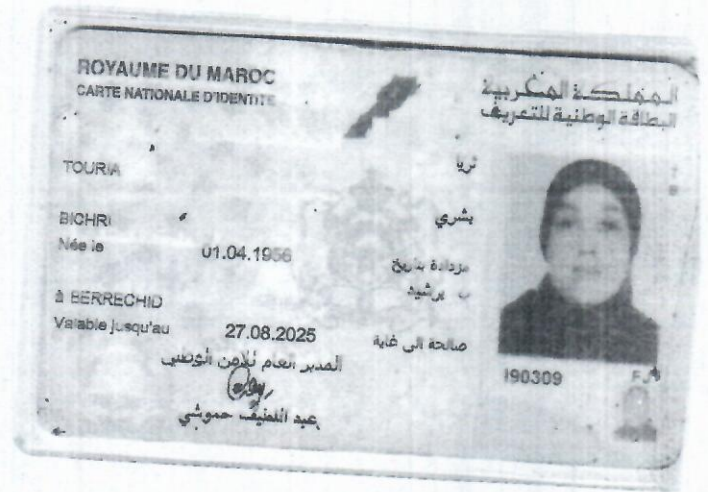 ROYAUME DU MAROC
المملكة المغربية
CARTE NATIONALE D'IDENTITE
البطاقة الوطنية للتعريف
TOURIA
ثريا
BICHRI
بشري
Née le 01.04.1956
مزدادة بتاريخ
à BERRECHID
ب برشيد
Valable jusqu'au 27.08.2025
صالحة الى غاية
المدير العام للأمن الوطني
عبد اللطيف حموشي
I90309